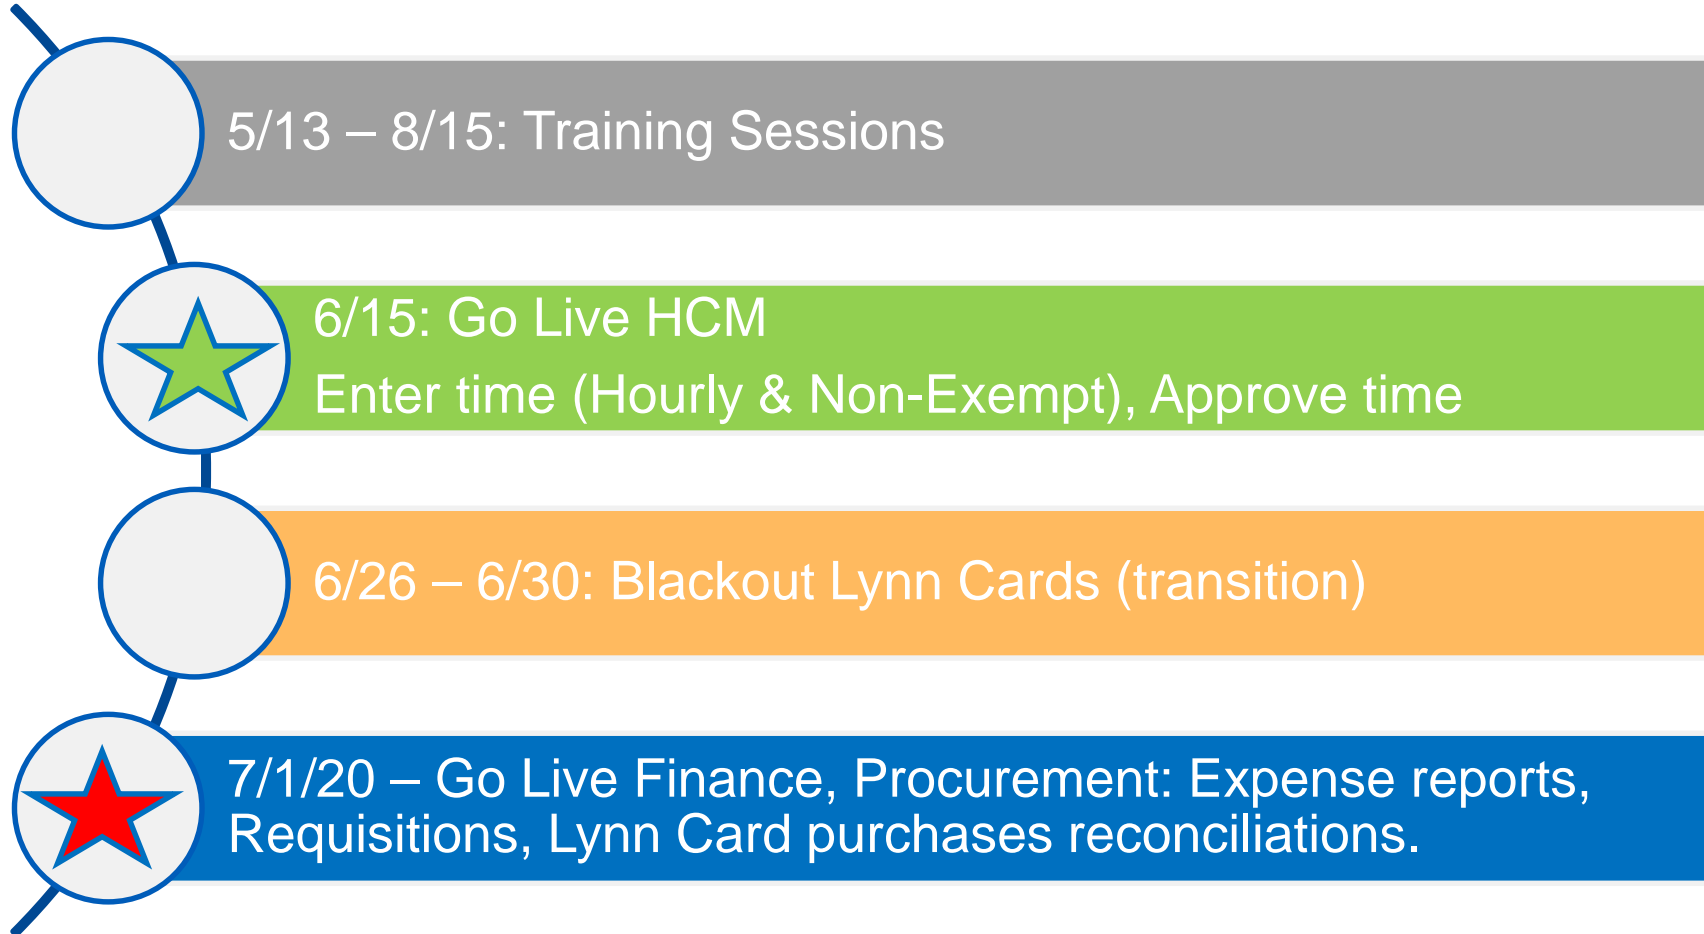 5/13 – 8/15: Training Sessions
6/15: Go Live HCM
Enter time (Hourly & Non-Exempt), Approve time
6/26 – 6/30: Blackout Lynn Cards (transition)
7/1/20 – Go Live Finance, Procurement: Expense reports,
Requisitions, Lynn Card purchases reconciliations.